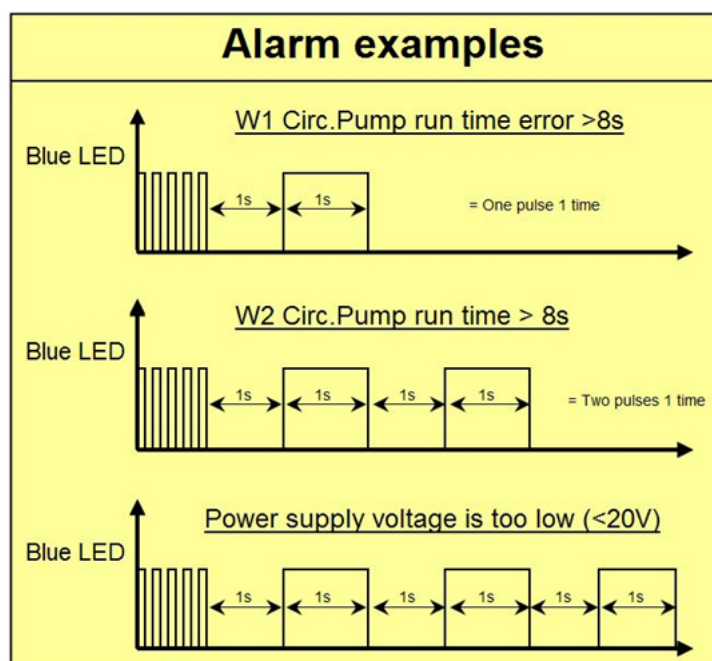 Alarm examples
W1 Circ.Pump run time error >8s
Blue LED
1s 1s
= One pulse 1 time
W2 Circ.Pump run time > 8s
Blue LED
1s 1s 1s 1s
= Two pulses 1 time
Power supply voltage is too low (<20V)
Blue LED
1s 1s 1s 1s 1s 1s